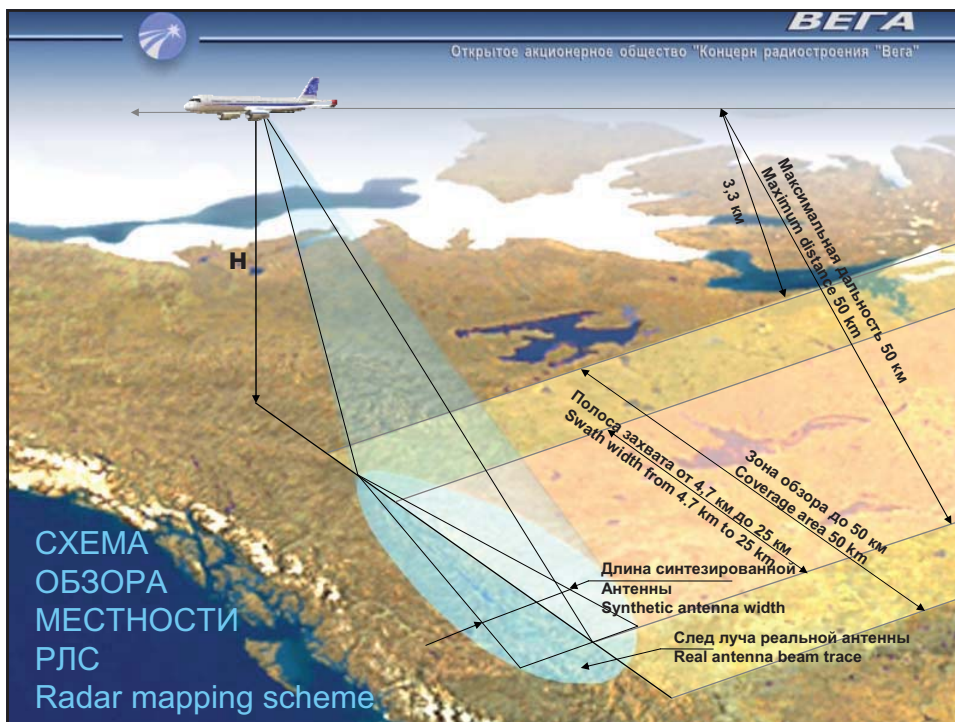 ВЕГА
Открытое акционерное общество "Концерн радиостроения "Вега"
H
3,3 км
Максимальная дальность 50 км
Maximum distance 50 km
Полоса захвата от 4,7 км до 25 км
Swath width from 4.7 km to 25 km
Зона обзора до 50 км
Coverage area 50 km
Длина синтезированной
Антенны
Synthetic antenna width
След луча реальной антенны
Real antenna beam trace
СХЕМА
ОБЗОРА
МЕСТНОСТИ
РЛС
Radar mapping scheme